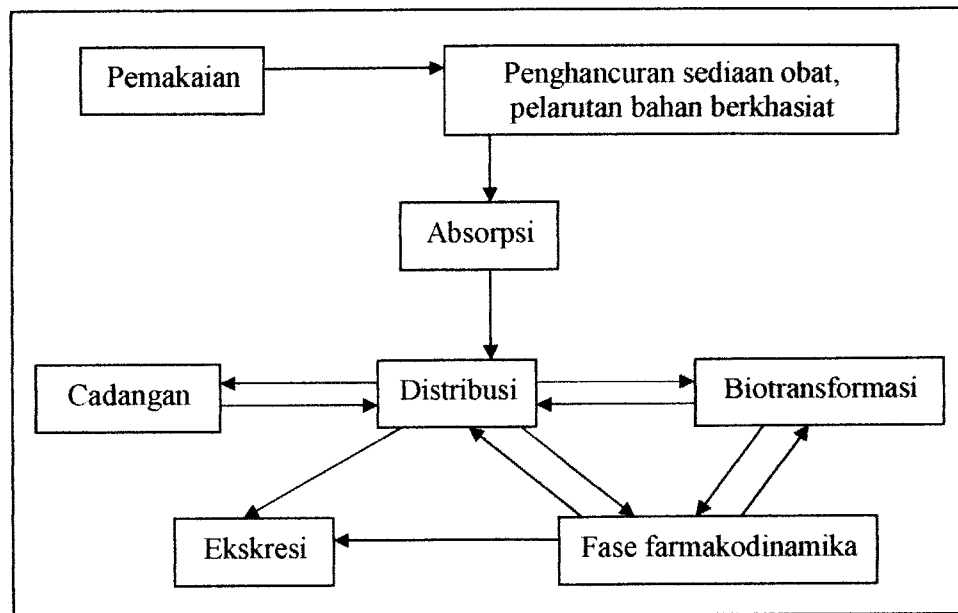 Pemakaian
Penghancuran sediaan obat,
pelarutan bahan berkhasiat
Absorpsi
Cadangan
Distribusi
Biotransformasi
Ekskresi
Fase farmakodinamika